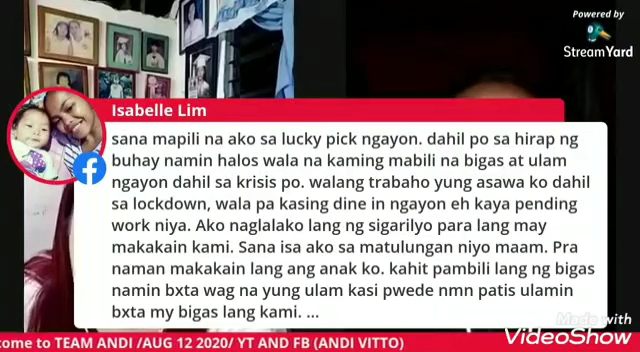 Powered by
StreamYard
Isabelle Lim
sana mapili na ako sa lucky pick ngayon. dahil po sa hirap ng
buhay namin halos wala na kaming mabili na bigas at ulam
ngayon dahil sa krisis po. walang trabaho yung asawa ko dahil
sa lockdown, wala pa kasing dine in ngayon eh kaya pending
work niya. Ako naglalako lang ng sigarilyo para lang may
makakain kami. Sana isa ako sa matulungan niyo maam. Pra
naman makakain lang ang anak ko. kahit pambili lang ng bigas
namin bxta wag na yung ulam kasi pwede nmn patis ulamin
bxta my bigas lang kami. ...
Made with
VideoShow
come to TEAM ANDI /AUG 12 2020/ YT AND FB (ANDI VITTO)